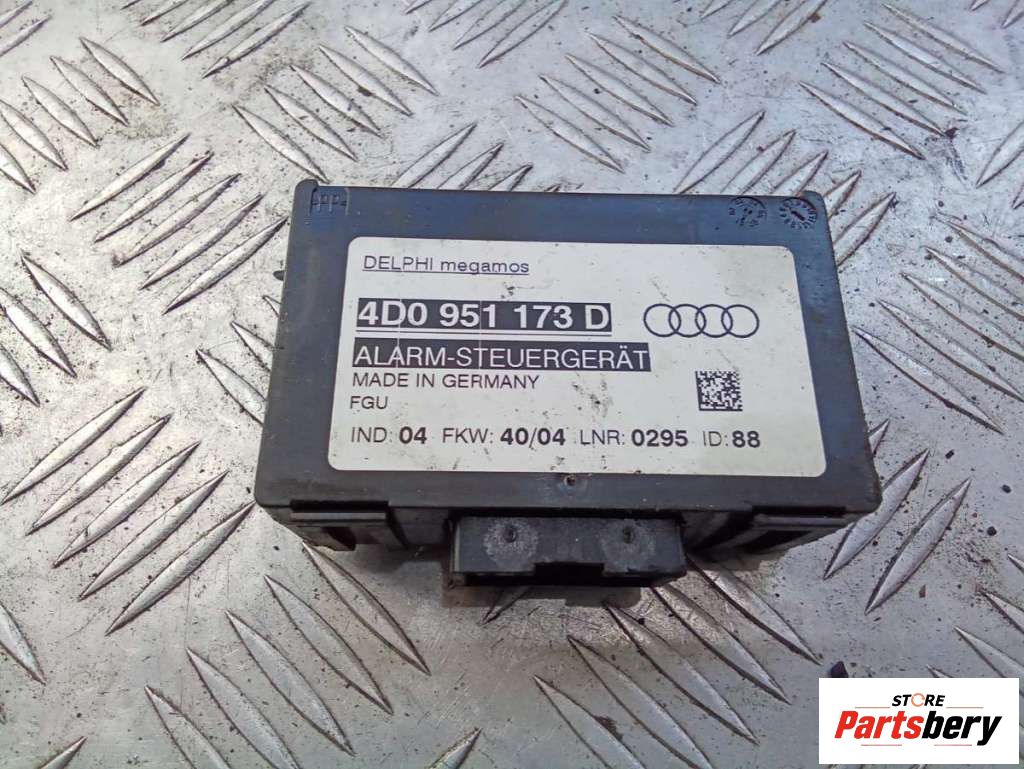 DELPHI megamos
4D0 951 173 D
ALARM-STEUERGERÄT
MADE IN GERMANY
FGU
IND: 04 FKW: 40/04 LNR: 0295 ID: 88
STORE
Partsbery